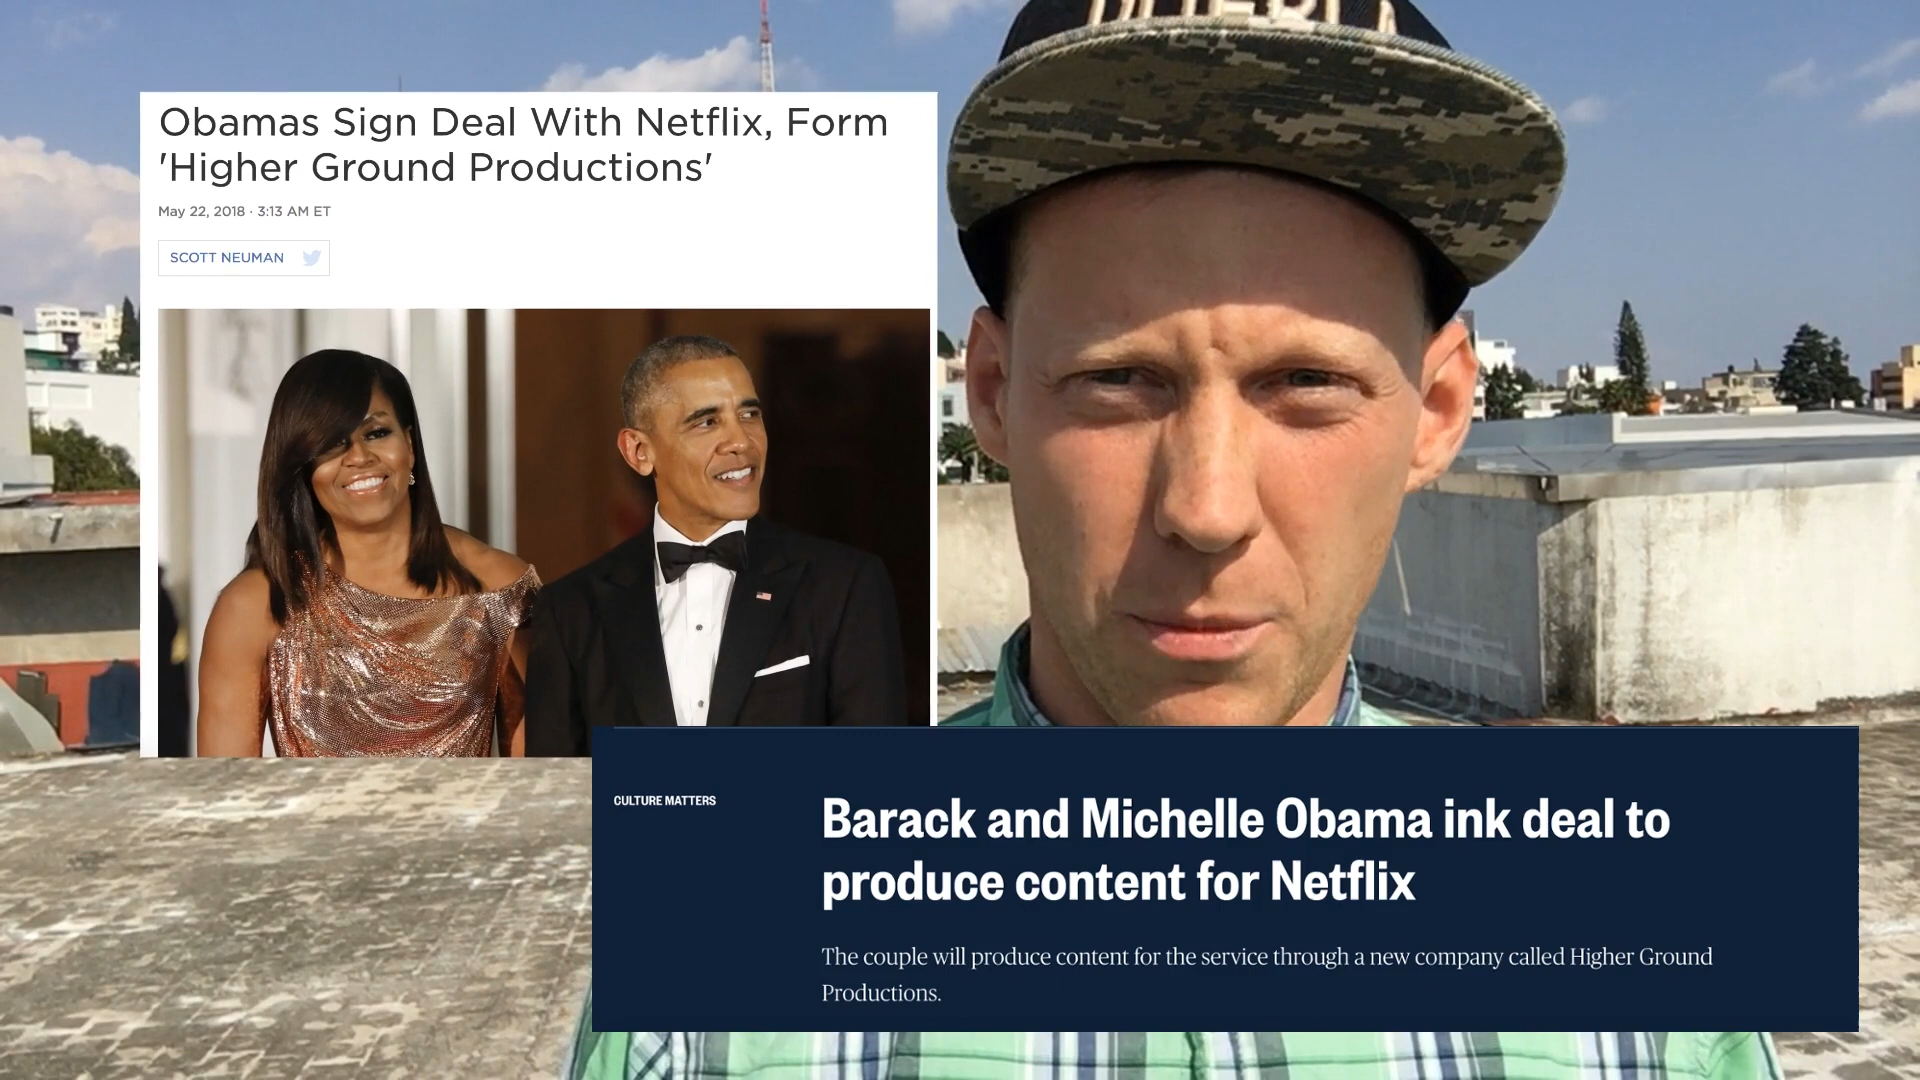 Obamas Sign Deal With Netflix, Form
'Higher Ground Productions'
May 22, 2018 · 3:13 AM ET
SCOTT NEUMAN
CULTURE MATTERS
Barack and Michelle Obama ink deal to
produce content for Netflix
The couple will produce content for the service through a new company called Higher Ground
Productions.